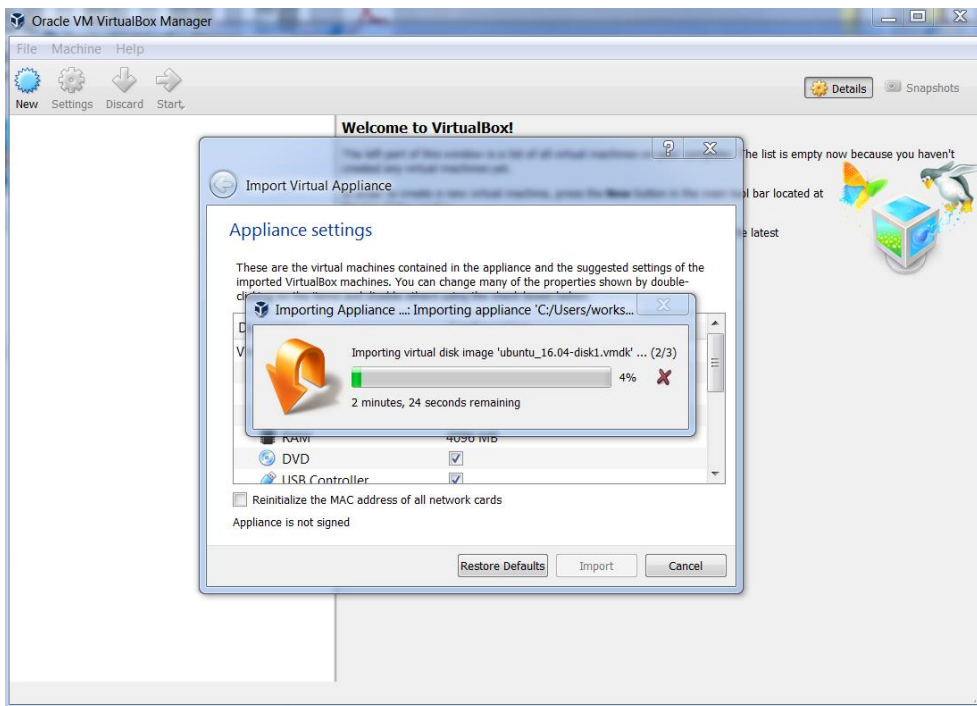 Oracle VM VirtualBox Manager
File Machine Help
New Settings Discard Start
Details Snapshots
Welcome to VirtualBox!
The list is empty now because you haven't
Import Virtual Appliance
bar located at
Appliance settings
latest
These are the virtual machines contained in the appliance and the suggested settings of the
imported VirtualBox machines. You can change many of the properties shown by double-
Importing Appliance ...: Importing appliance 'C:/Users/works...
Importing virtual disk image 'ubuntu_16.04-disk1.vmdk' ... (2/3)
4%
2 minutes, 24 seconds remaining
RAM 4096 MB
DVD
USB Controller
Reinitialize the MAC address of all network cards
Appliance is not signed
Restore Defaults Import Cancel